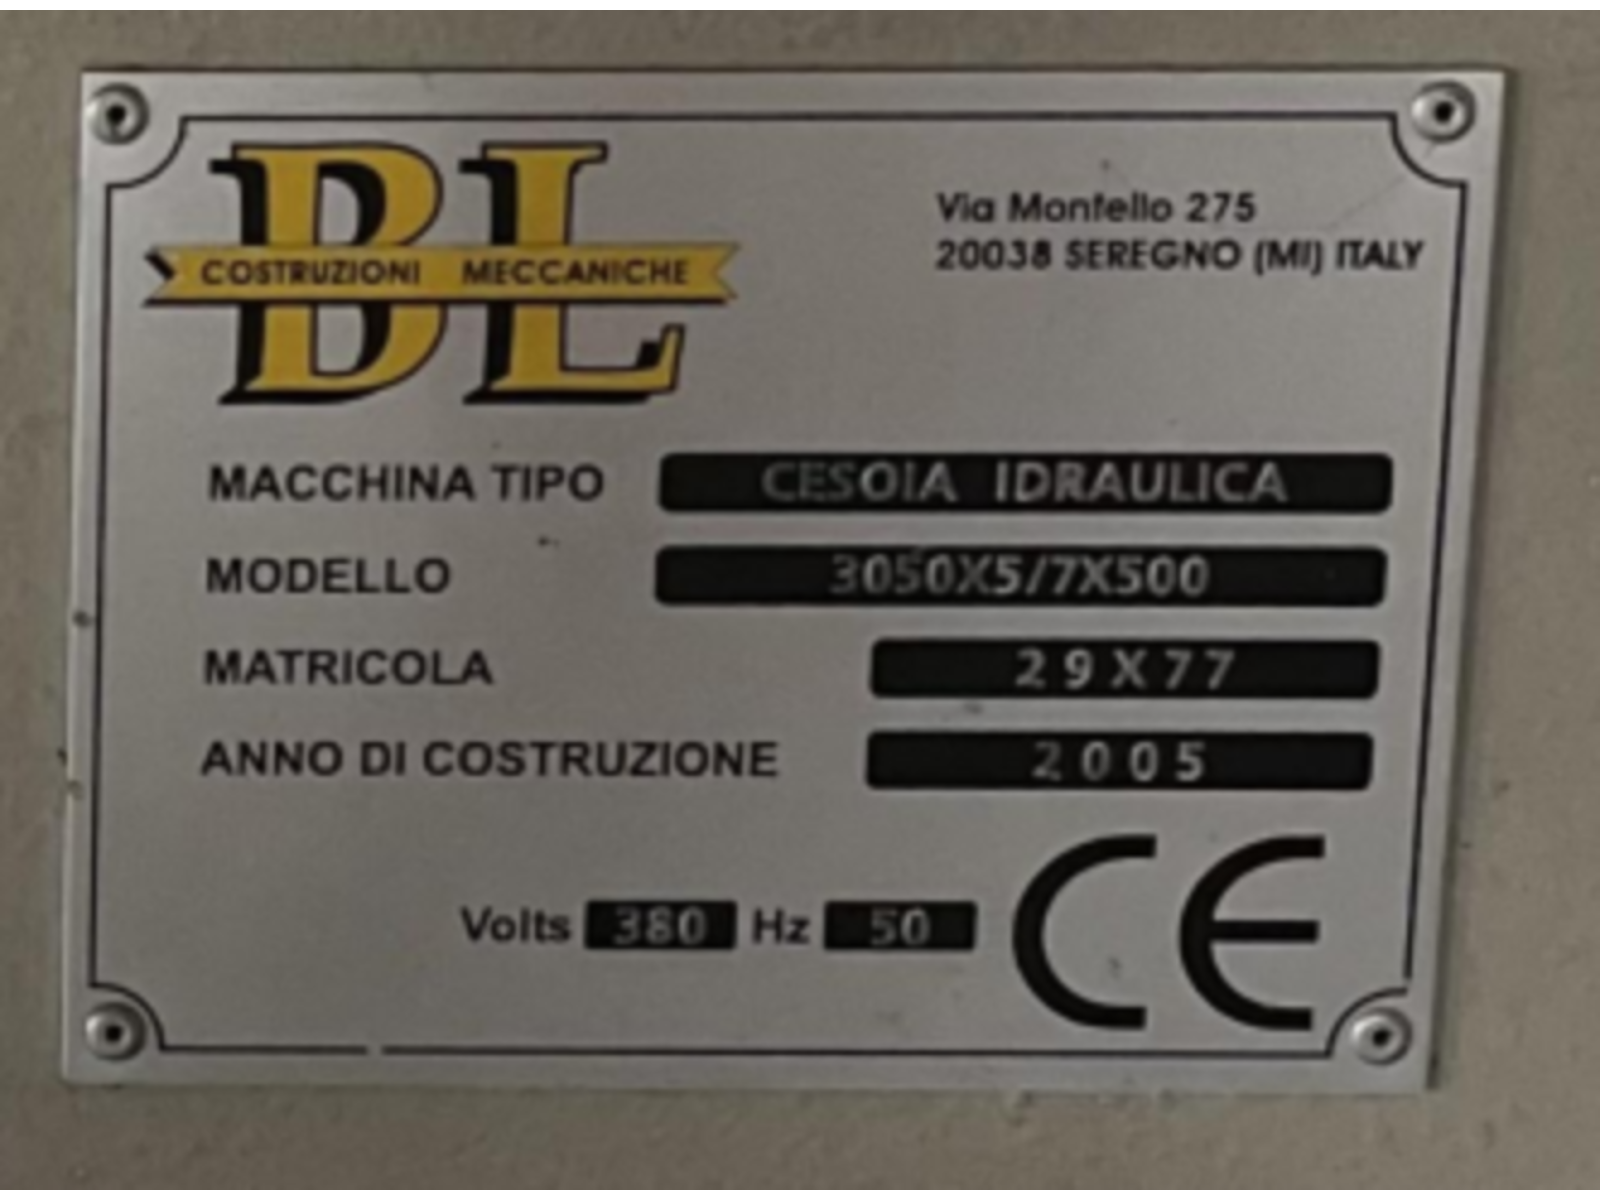 BL
COSTRUZIONI MECCANICHE
Via Montello 275
20038 SEREGNO (MI) ITALY
MACCHINA TIPO CESOIA IDRAULICA
MODELLO 3050X5/7X500
MATRICOLA 29X77
ANNO DI COSTRUZIONE 2005
Volts 380 Hz 50 CE